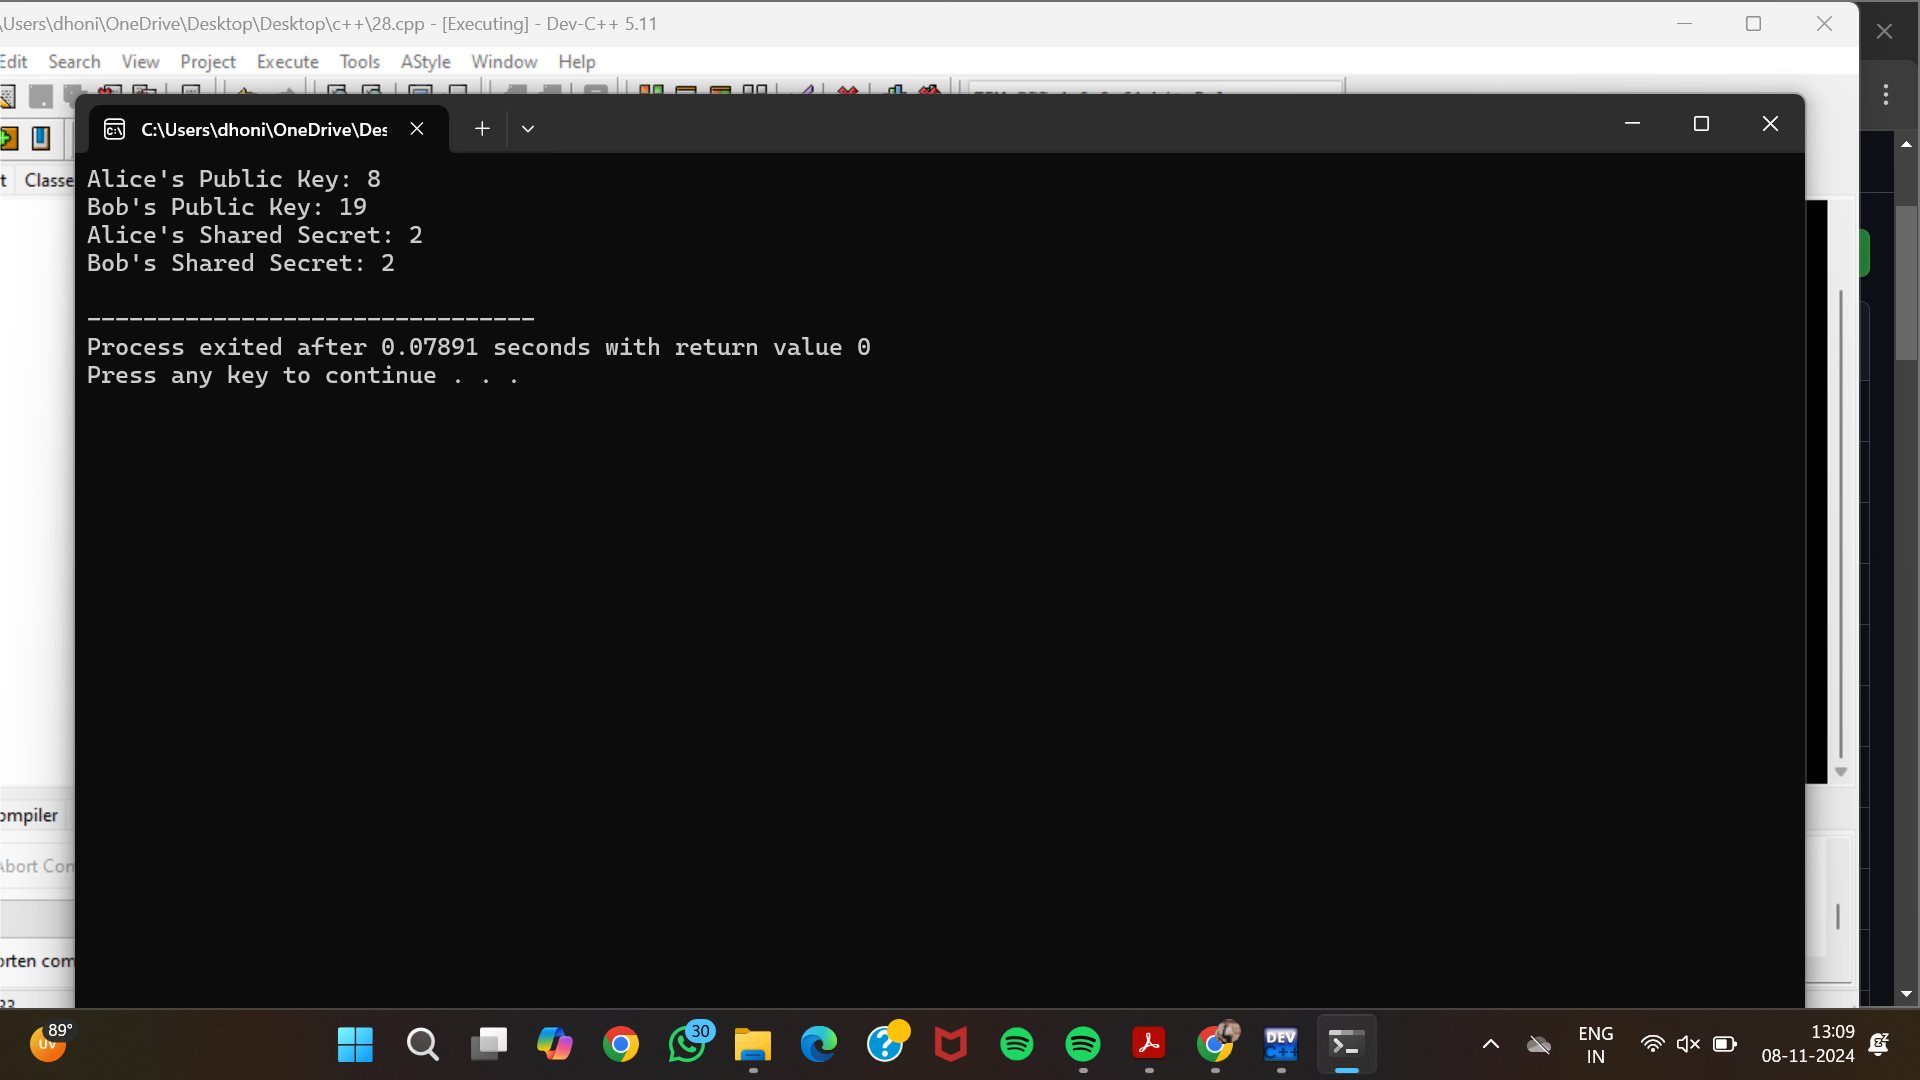 \Users\dhoni\OneDrive\Desktop\Desktop\c++\28.cpp - [Executing] - Dev-C++ 5.11
Edit Search View Project Execute Tools AStyle Window Help
C:\Users\dhoni\OneDrive\Des
t Classe
Alice's Public Key: 8
Bob's Public Key: 19
Alice's Shared Secret: 2
Bob's Shared Secret: 2
--------------------------------
Process exited after 0.07891 seconds with return value 0
Press any key to continue . . .
ompiler
Abort Con
orten com
89°
UV
30
DEV
C++
ENG
IN
13:09
08-11-2024